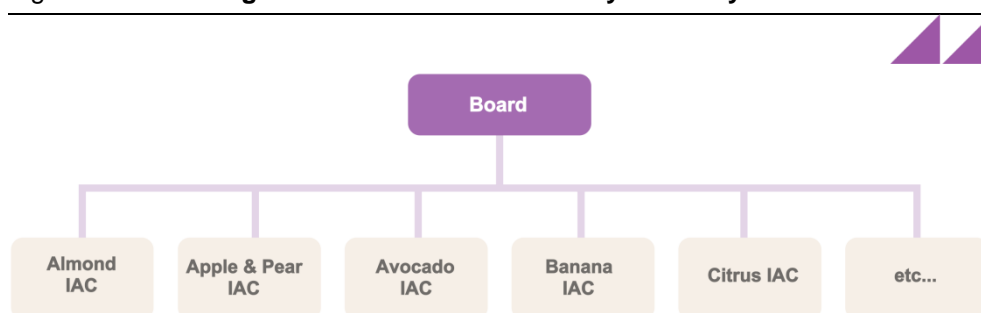 Board
Almond
IAC
Apple & Pear
IAC
Avocado
IAC
Banana
IAC
Citrus IAC
etc...